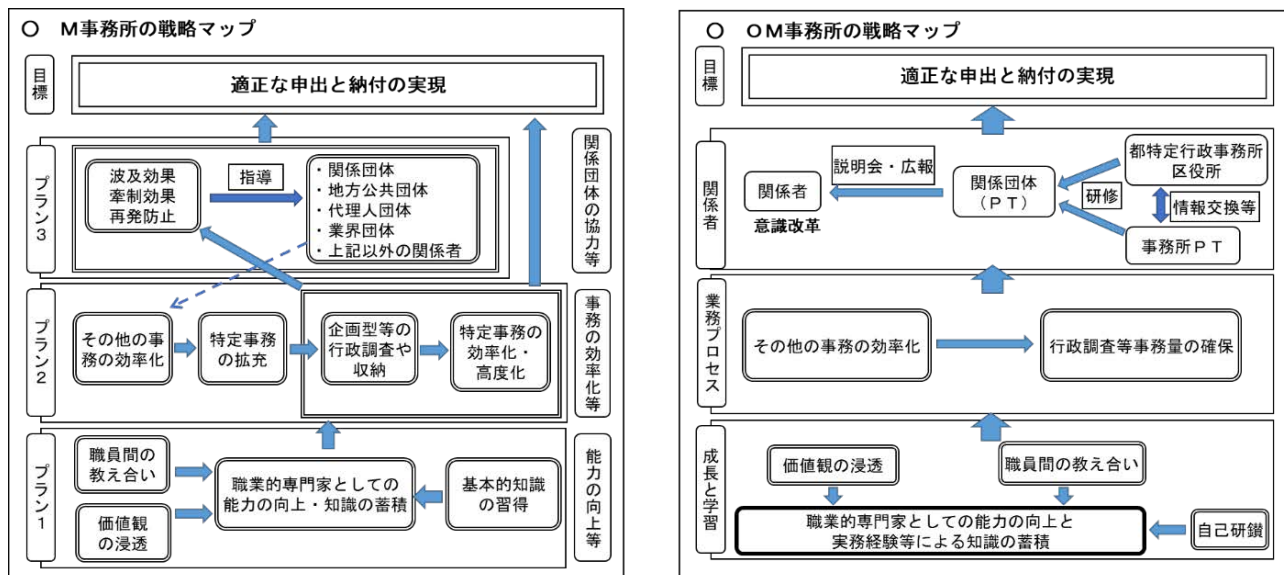 ○ M事務所の戦略マップ
目標
適正な申出と納付の実現
プラン3
波及効果
牽制効果
再発防止
指導
・関係団体
・地方公共団体
・代理人団体
・業界団体
・上記以外の関係者
関係団体の協力等
プラン2
その他の事
務の効率化
特定事務
の拡充
企画型等の
行政調査や
収納
特定事務の
効率化・
高度化
事務の効率化等
プラン1
職員間の
教え合い
価値観
の浸透
職業的専門家としての
能力の向上・知識の蓄積
基本的知識
の習得
能力の向上等
○ OM事務所の戦略マップ
目標
適正な申出と納付の実現
関係者
関係者
意識改革
説明会・広報
関係団体
(PT)
研修
都特定行政事務所
区役所
情報交換等
事務所PT
業務プロセス
その他の事務の効率化
行政調査等事務量の確保
成長と学習
価値観の浸透
職員間の教え合い
職業的専門家としての能力の向上と
実務経験等による知識の蓄積
自己研鑽